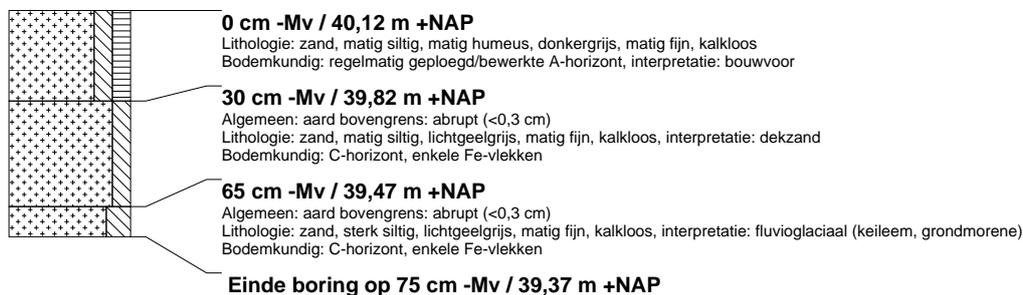 0 cm -Mv / 40,12 m +NAP
Lithologie: zand, matig siltig, matig humeus, donkergrijs, matig fijn, kalkloos
Bodemkundig: regelmatig geploegd/bewerkte A-horizont, interpretatie: bouwvoor
30 cm -Mv / 39,82 m +NAP
Algemeen: aard bovengrens: abrupt (<0,3 cm)
Lithologie: zand, matig siltig, lichtgeelgrijs, matig fijn, kalkloos, interpretatie: dekzand
Bodemkundig: C-horizont, enkele Fe-vlekken
65 cm -Mv / 39,47 m +NAP
Algemeen: aard bovengrens: abrupt (<0,3 cm)
Lithologie: zand, sterk siltig, lichtgeelgrijs, matig fijn, kalkloos, interpretatie: fluvioglaciaal (keileem, grondmorene)
Bodemkundig: C-horizont, enkele Fe-vlekken
Einde boring op 75 cm -Mv / 39,37 m +NAP